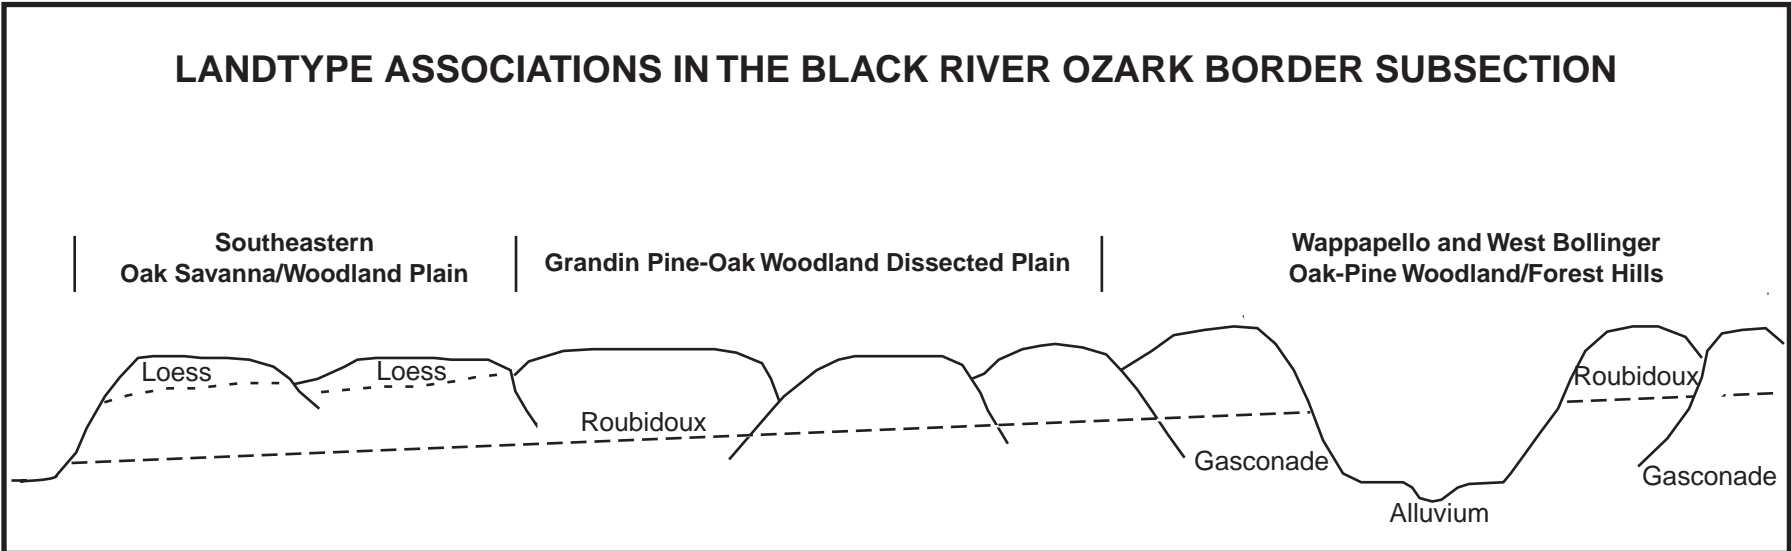 LANDTYPE ASSOCIATIONS IN THE BLACK RIVER OZARK BORDER SUBSECTION
Southeastern
Oak Savanna/Woodland Plain
Grandin Pine-Oak Woodland Dissected Plain
Wappapello and West Bollinger
Oak-Pine Woodland/Forest Hills
Loess
Loess
Roubidoux
Roubidoux
Gasconade
Gasconade
Alluvium